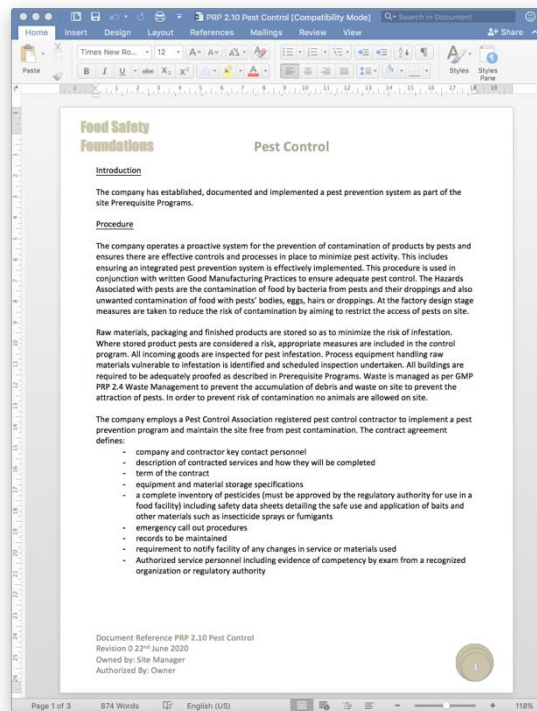 PRP 2.10 Pest Control [Compatibility Mode]
Search in Document
Home Insert Design Layout References Mailings Review View Share
Times New Ro... 12
Paste
B I U abc X₂ X²
Styles Styles Pane
Food Safety
Foundations
Pest Control
Introduction
The company has established, documented and implemented a pest prevention system as part of the
site Prerequisite Programs.
Procedure
The company operates a proactive system for the prevention of contamination of products by pests and
ensures there are effective controls and processes in place to minimize pest activity. This includes
ensuring an integrated pest prevention system is effectively implemented. This procedure is used in
conjunction with written Good Manufacturing Practices to ensure adequate pest control. The Hazards
Associated with pests are the contamination of food by bacteria from pests and their droppings and also
unwanted contamination of food with pests' bodies, eggs, hairs or droppings. At the factory design stage
measures are taken to reduce the risk of contamination by aiming to restrict the access of pests on site.
Raw materials, packaging and finished products are stored so as to minimize the risk of infestation.
Where stored product pests are considered a risk, appropriate measures are included in the control
program. All incoming goods are inspected for pest infestation. Process equipment handling raw
materials vulnerable to infestation is identified and scheduled inspection undertaken. All buildings are
required to be adequately proofed as described in Prerequisite Programs. Waste is managed as per GMP
PRP 2.4 Waste Management to prevent the accumulation of debris and waste on site to prevent the
attraction of pests. In order to prevent risk of contamination no animals are allowed on site.
The company employs a Pest Control Association registered pest control contractor to implement a pest
prevention program and maintain the site free from pest contamination. The contract agreement
defines:
- company and contractor key contact personnel
- description of contracted services and how they will be completed
- term of the contract
- equipment and material storage specifications
- a complete inventory of pesticides (must be approved by the regulatory authority for use in a
food facility) including safety data sheets detailing the safe use and application of baits and
other materials such as insecticide sprays or fumigants
- emergency call out procedures
- records to be maintained
- requirement to notify facility of any changes in service or materials used
- Authorized service personnel including evidence of competency by exam from a recognized
organization or regulatory authority
Document Reference PRP 2.10 Pest Control
Revision 0 22nd June 2020
Owned by: Site Manager
Authorized By: Owner
1
Page 1 of 3 874 Words English (US) 118%